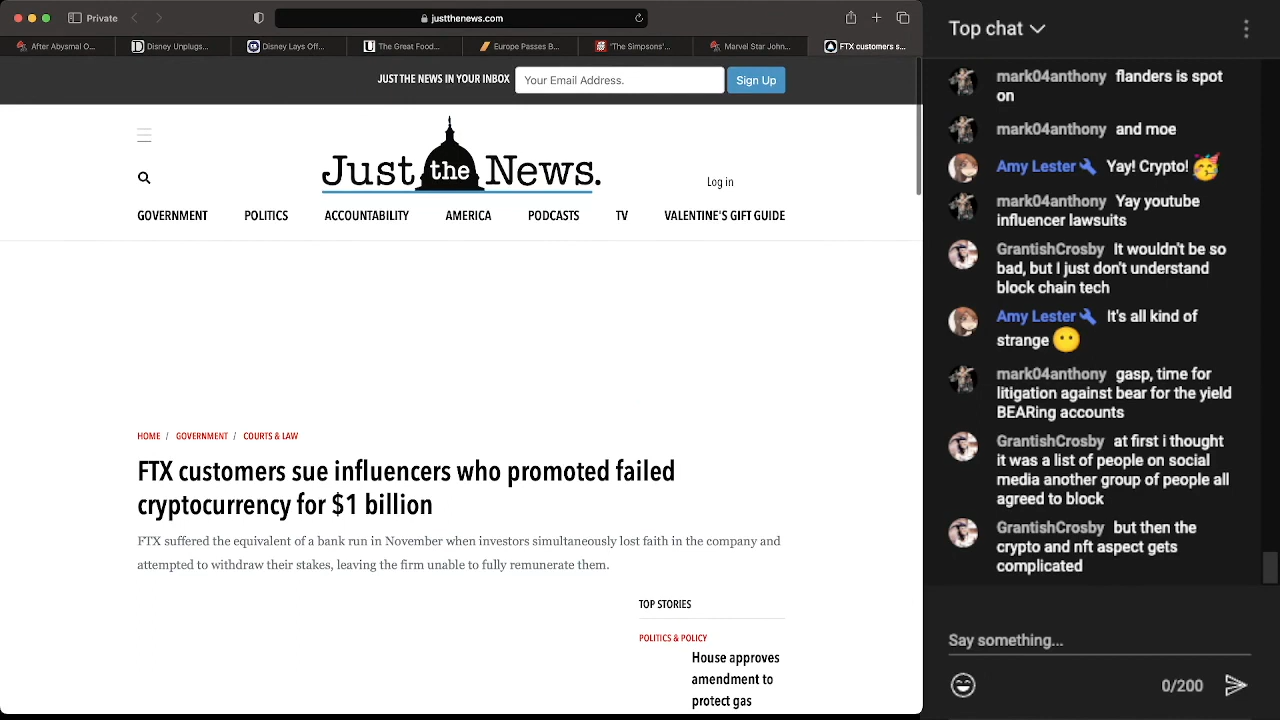 Private
justthenews.com
After Abysmal O...
Disney Unplugs...
Disney Lays Off...
The Great Food...
Europe Passes B...
"The Simpsons'...
Marvel Star John...
FTX customers s...
JUST THE NEWS IN YOUR INBOX
Your Email Address.
Sign Up
Just the News.
Log in
GOVERNMENT
POLITICS
ACCOUNTABILITY
AMERICA
PODCASTS
TV
VALENTINE'S GIFT GUIDE
HOME / GOVERNMENT / COURTS & LAW
FTX customers sue influencers who promoted failed
cryptocurrency for $1 billion
FTX suffered the equivalent of a bank run in November when investors simultaneously lost faith in the company and
attempted to withdraw their stakes, leaving the firm unable to fully remunerate them.
TOP STORIES
POLITICS & POLICY
House approves
amendment to
protect gas
Top chat
mark04anthony flanders is spot
on
mark04anthony and moe
Amy Lester Yay! Crypto!
mark04anthony Yay youtube
influencer lawsuits
GrantishCrosby It wouldn't be so
bad, but I just don't understand
block chain tech
Amy Lester It's all kind of
strange
mark04anthony gasp, time for
litigation against bear for the yield
BEARing accounts
GrantishCrosby at first i thought
it was a list of people on social
media another group of people all
agreed to block
GrantishCrosby but then the
crypto and nft aspect gets
complicated
Say something...
0/200